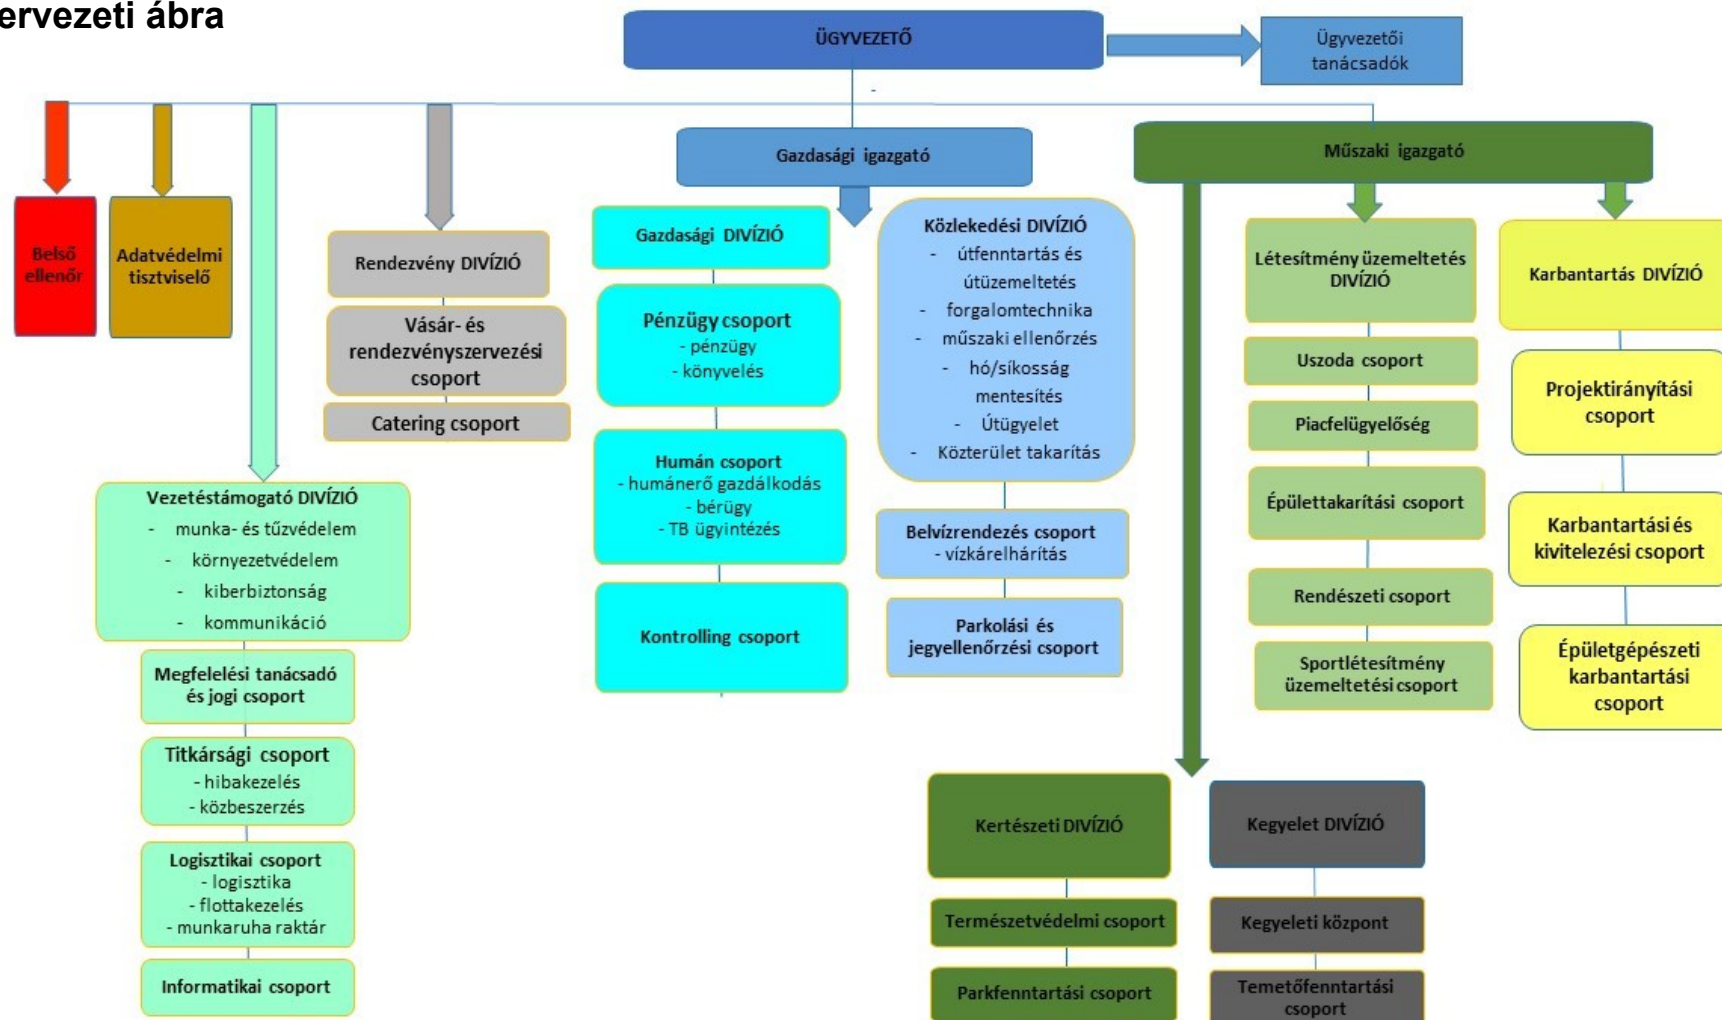 ervezeti ábra
ÜGYVEZETŐ
Ügyvezetői
tanácsadók
-
Gazdasági igazgató
Műszaki igazgató
Belső
ellenőr
Adatvédelmi
tisztviselő
Vezetéstámogató DIVÍZIÓ
- munka- és tűzvédelem
- környezetvédelem
- kiberbiztonság
- kommunikáció
Megfelelési tanácsadó
és jogi csoport
Titkársági csoport
- hibakezelés
- közbeszerzés
Logisztikai csoport
- logisztika
- flottakezelés
- munkaruha raktár
Informatikai csoport
Rendezvény DIVÍZIÓ
Vásár- és
rendezvényszervezési
csoport
Catering csoport
Gazdasági DIVÍZIÓ
Pénzügy csoport
- pénzügy
- könyvelés
Humán csoport
- humánerő gazdálkodás
- bérügy
- TB ügyintézés
Kontrolling csoport
Közlekedési DIVÍZIÓ
- útfenntartás és
útüzemeltetés
- forgalomtechnika
- műszaki ellenőrzés
- hó/síkosság
mentesítés
- Útügyelet
- Közterület takarítás
Belvízrendezés csoport
- vízkárelhárítás
Parkolási és
jegyellenőrzési csoport
Létesítmény üzemeltetés
DIVÍZIÓ
Uszoda csoport
Piacfelügyelőség
Épülettakarítási csoport
Rendészeti csoport
Sportlétesítmény
üzemeltetési csoport
Karbantartás DIVÍZIÓ
Projektirányítási
csoport
Karbantartási és
kivitelezési csoport
Épületgépészeti
karbantartási
csoport
Kertészeti DIVÍZIÓ
Természetvédelmi csoport
Parkfenntartási csoport
Kegyelet DIVÍZIÓ
Kegyeleti központ
Temetőfenntartási
csoport